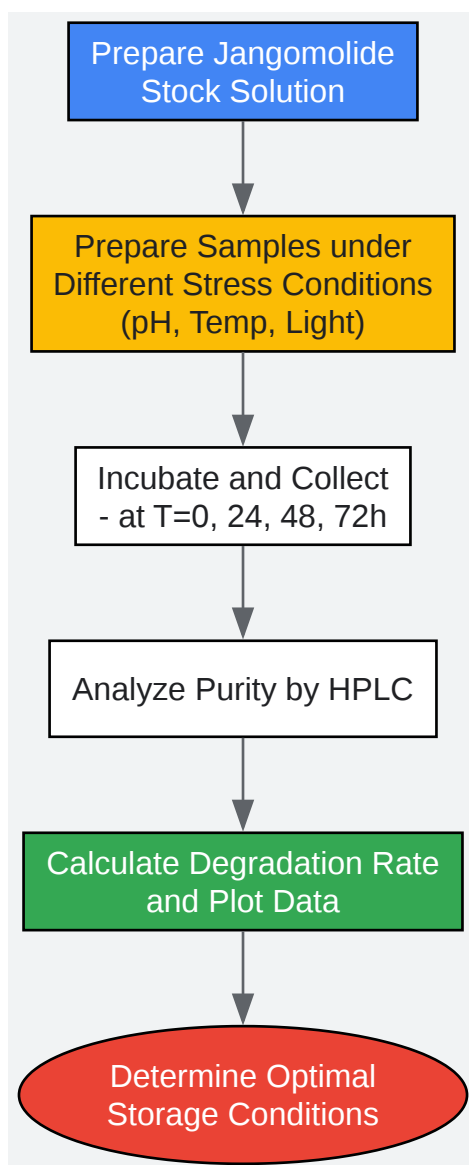 Prepare Jangomolide
Stock Solution
Prepare Samples under
Different Stress Conditions
(pH, Temp, Light)
Incubate and Collect
- at T=0, 24, 48, 72h
Analyze Purity by HPLC
Calculate Degradation Rate
and Plot Data
Determine Optimal
Storage Conditions